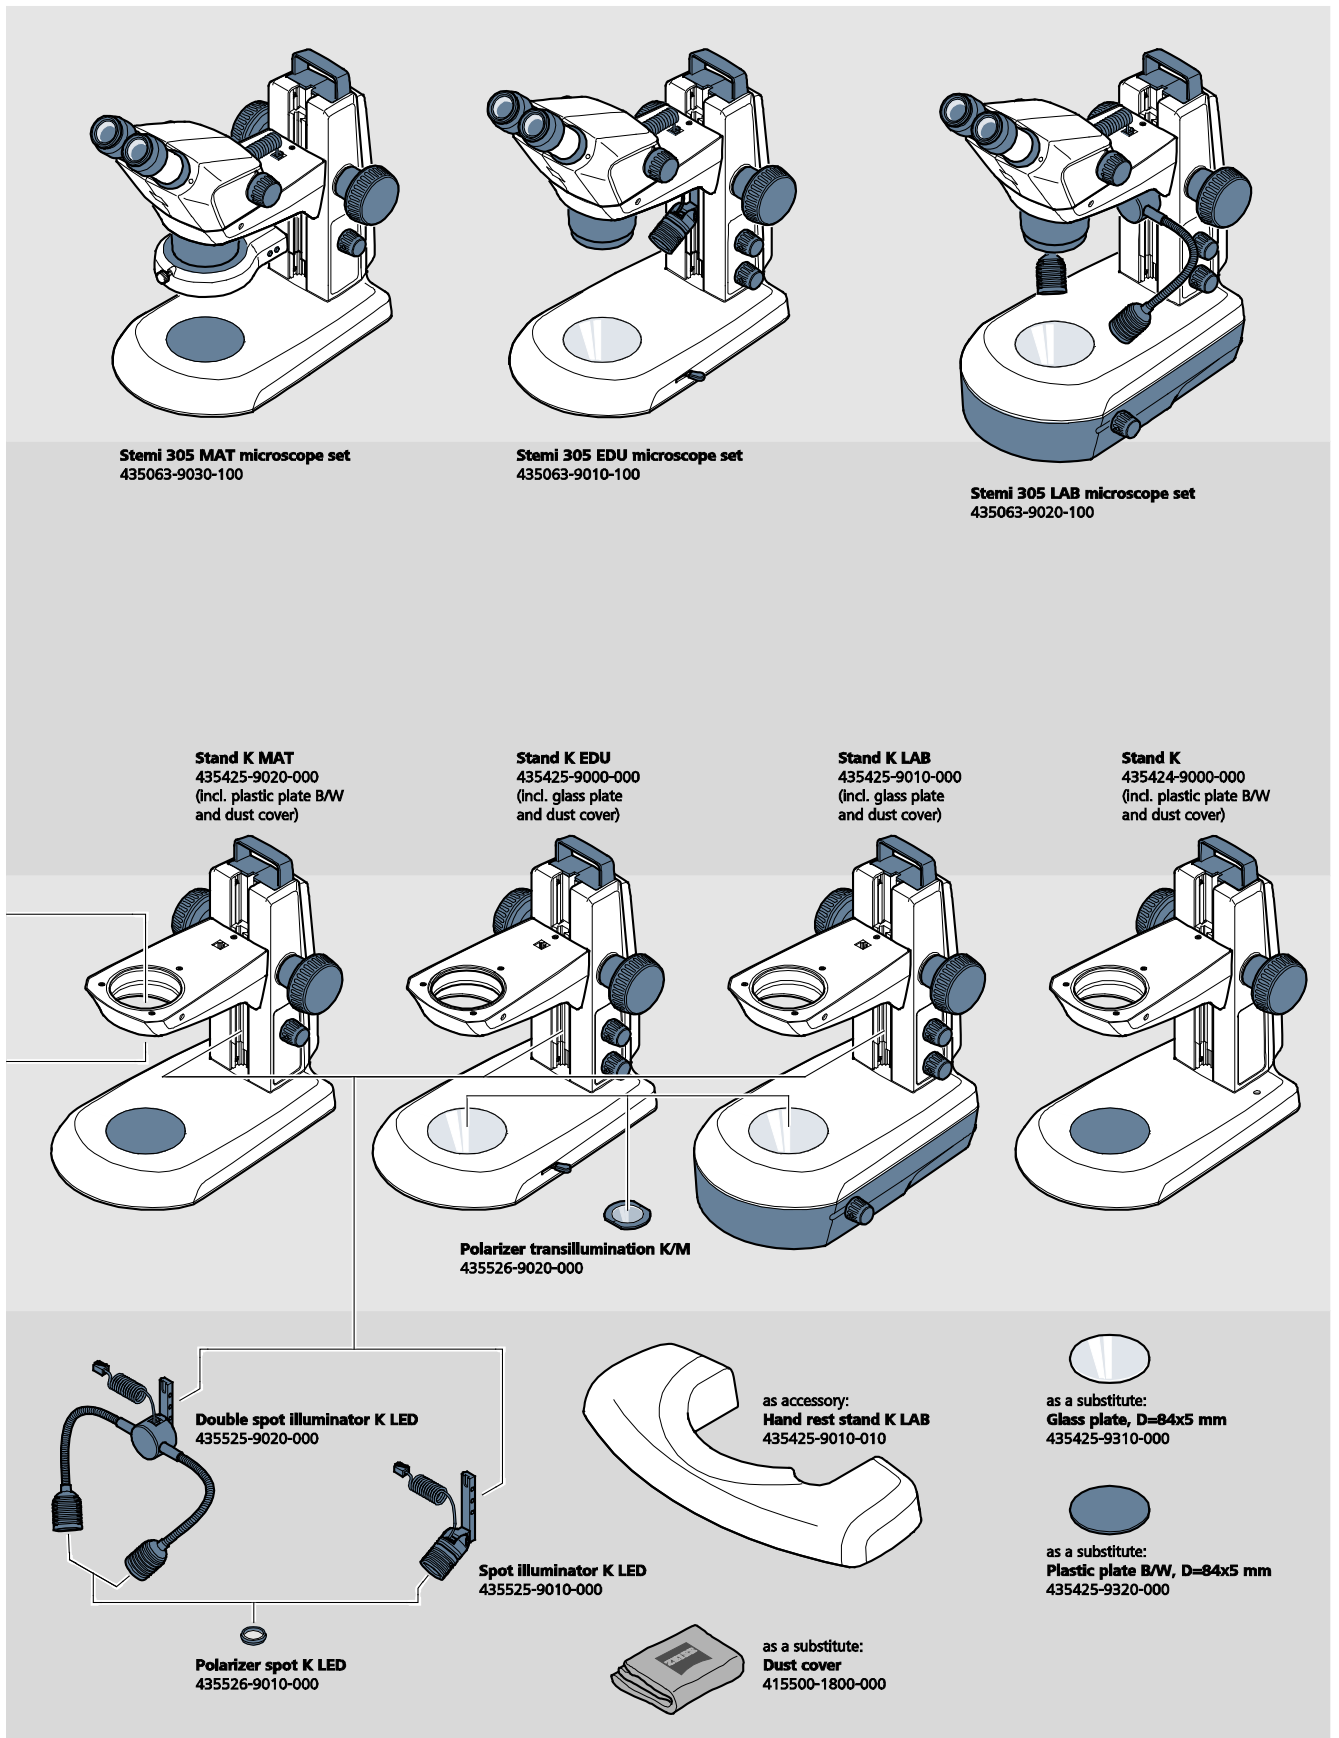 Stemi 305 MAT microscope set
435063-9030-100
Stemi 305 EDU microscope set
435063-9010-100
Stemi 305 LAB microscope set
435063-9020-100
Stand K MAT
435425-9020-000
(incl. plastic plate B/W
and dust cover)
Stand K EDU
435425-9000-000
(incl. glass plate
and dust cover)
Stand K LAB
435425-9010-000
(incl. glass plate
and dust cover)
Stand K
435424-9000-000
(incl. plastic plate B/W
and dust cover)
Polarizer transillumination K/M
435526-9020-000
Double spot illuminator K LED
435525-9020-000
as accessory:
Hand rest stand K LAB
435425-9010-010
as a substitute:
Glass plate, D=84x5 mm
435425-9310-000
as a substitute:
Plastic plate B/W, D=84x5 mm
435425-9320-000
Spot illuminator K LED
435525-9010-000
Polarizer spot K LED
435526-9010-000
ZEISS
as a substitute:
Dust cover
415500-1800-000